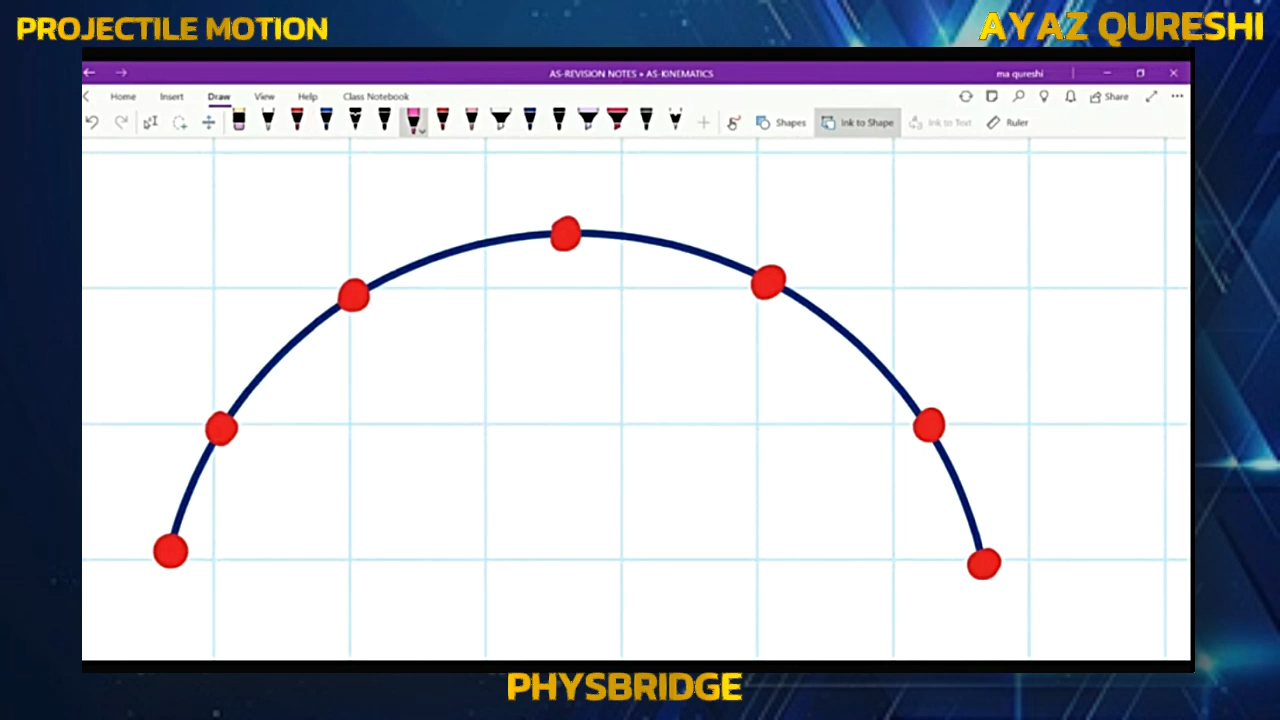 PROJECTILE MOTION
AYAZ QURESHI
AS-REVISION NOTES • AS-KINEMATICS
ma qureshi
Home Insert Draw View Help Class Notebook
Share
Shapes Ink to Shape Ink to Text Ruler
PHYSBRIDGE